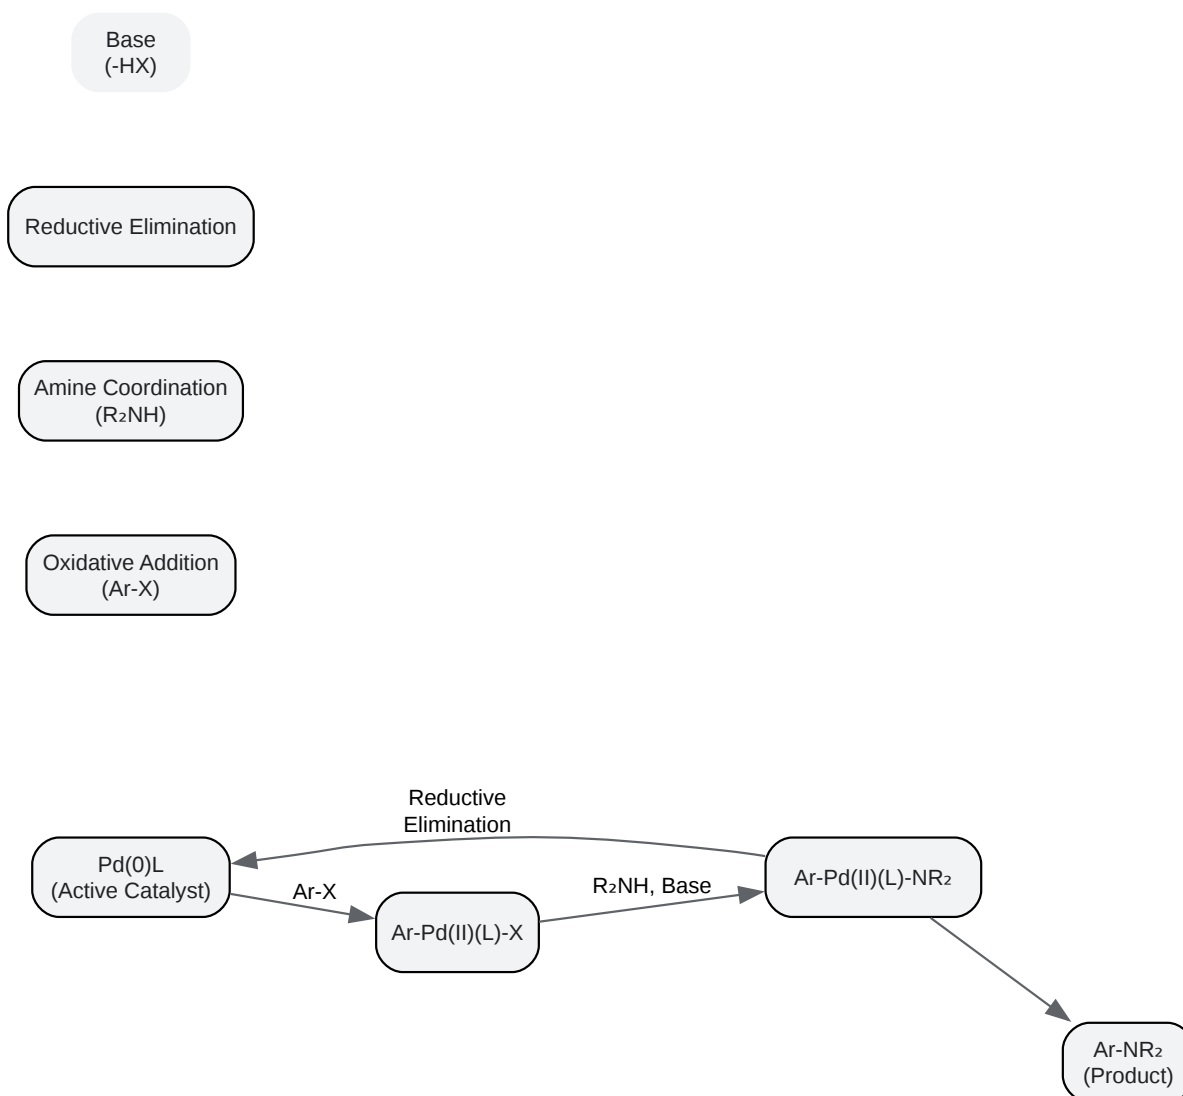 Base
(-HX)
Reductive Elimination
Amine Coordination
(R₂NH)
Oxidative Addition
(Ar-X)
Reductive
Elimination
Pd(0)L
(Active Catalyst)
Ar-X
Ar-Pd(II)(L)-X
R₂NH, Base
Ar-Pd(II)(L)-NR₂
Ar-NR₂
(Product)